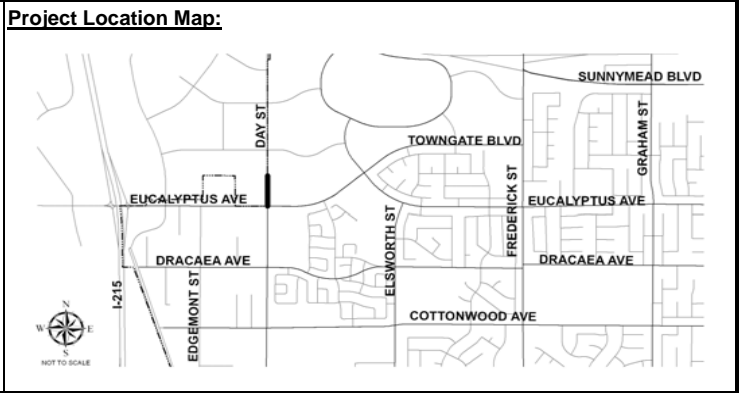 Project Location Map:
SUNNYMEAD BLVD
DAY ST
TOWNGATE BLVD
GRAHAM ST
EUCALYPTUS AVE
FREDERICK ST
EUCALYPTUS AVE
ELSWORTH ST
DRACAEA AVE
DRACAEA AVE
I-215
EDGEMONT ST
COTTONWOOD AVE
N
W
E
S
NOT TO SCALE